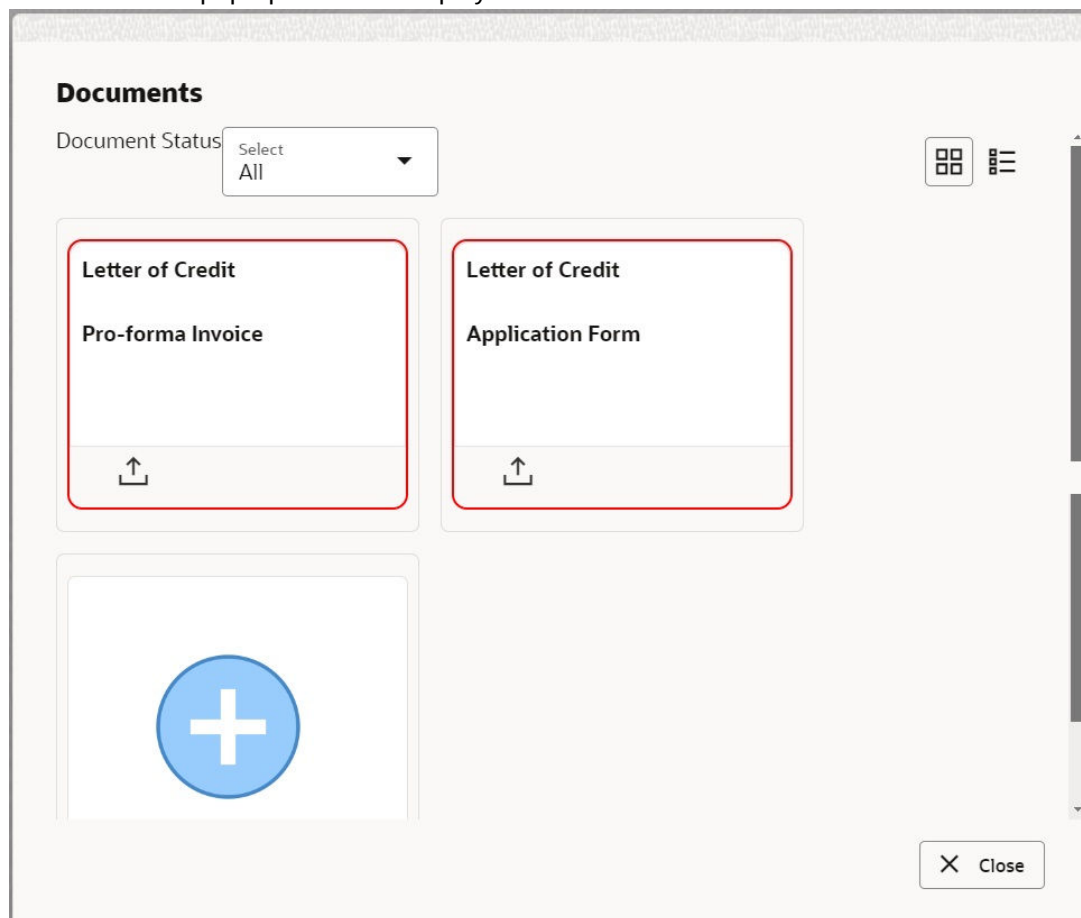 Documents
Document Status
Select
All
Letter of Credit
Pro-forma Invoice
Letter of Credit
Application Form
Close